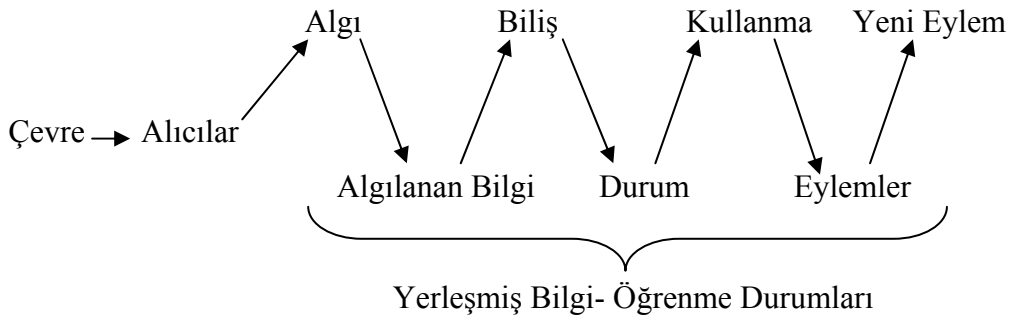 Algı Biliş Kullanma Yeni Eylem
Çevre Alıcılar
Algılanan Bilgi Durum Eylemler
Yerleşmiş Bilgi- Öğrenme Durumları